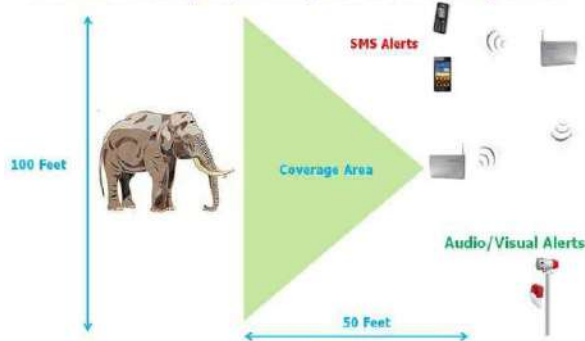 SMS Alerts
100 Feet
Coverage Area
Audio/Visual Alerts
50 Feet